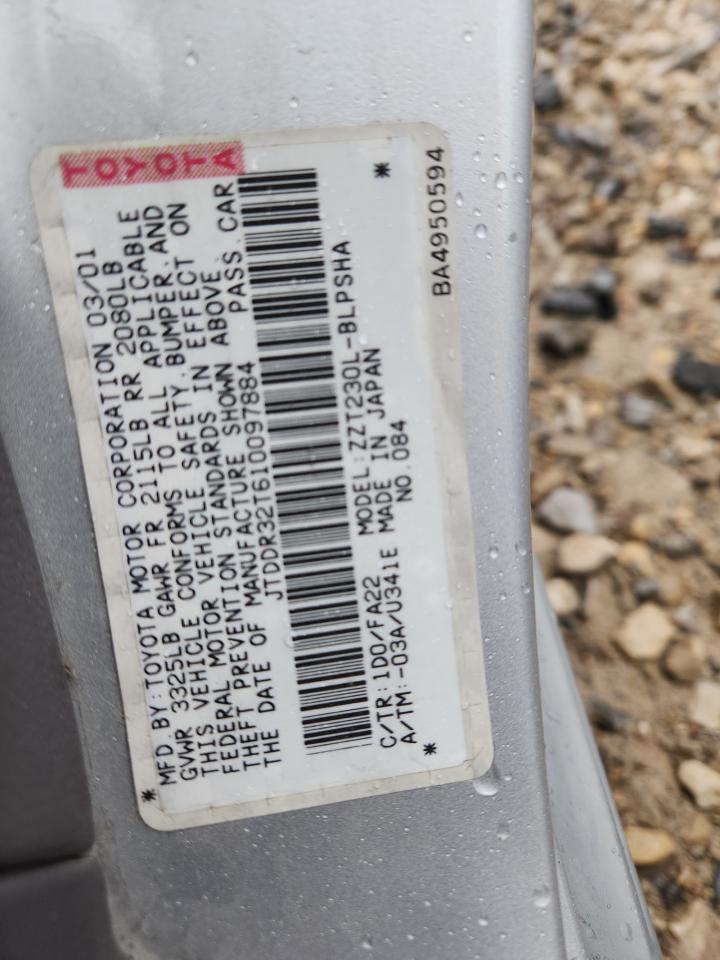 TOYOTA
*MFD.BY:TOYOTA MOTOR CORPORATION 03/01
GVWR 3325LB GAWR FR 2115LB RR 2080LB
THIS VEHICLE CONFORMS TO ALL APPLICABLE
FEDERAL MOTOR VEHICLE SAFETY,BUMPER,AND
THEFT PREVENTION STANDARDS IN EFFECT ON
THE DATE OF MANUFACTURE SHOWN ABOVE.
JTDDR32T610097884 PASS.CAR
C/TR:1D0/FA22 MODEL:ZZT230L-BLPSHA
A/TM:-03A/U341E MADE IN JAPAN
* NO.084 *
BA4950594